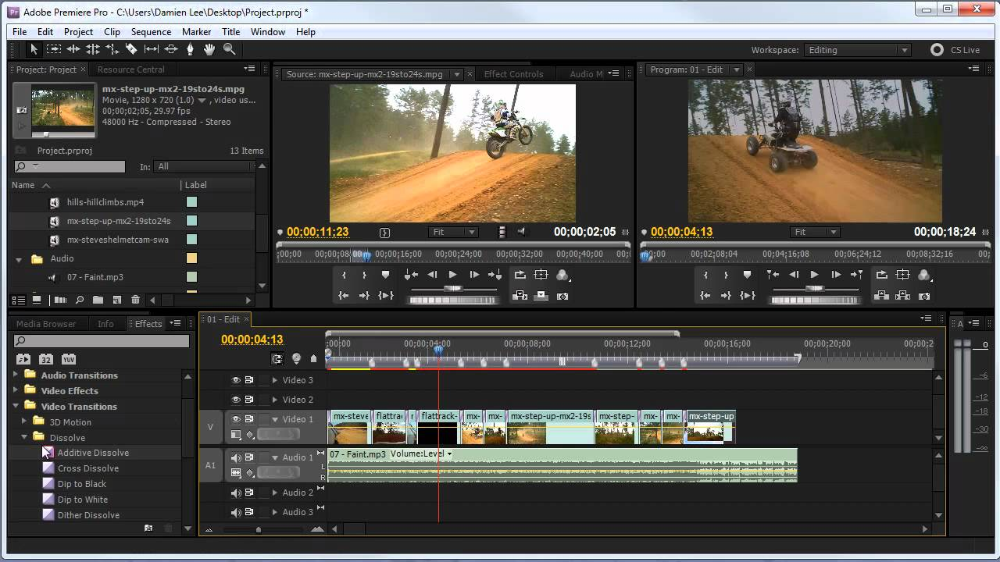 Pr Adobe Premiere Pro - C:\Users\Damien Lee\Desktop\Project.prproj *
File Edit Project Clip Sequence Marker Title Window Help
Workspace: Editing CS Live
Project: Project × Resource Central
mx-step-up-mx2-19sto24s.mpg
Movie, 1280 x 720 (1.0) , video us...
00;00;02;05, 29.97 fps
48000 Hz - Compressed - Stereo
Project.prproj 13 Items
In: All
Name Label
hills-hillclimbs.mp4
mx-step-up-mx2-19sto24s
mx-steveshelmetcam-swa
Audio
07 - Faint.mp3
Source: mx-step-up-mx2-19sto24s.mpg × Effect Controls Audio M
00;00;11;23 Fit 00;00;02;05
;00;00 00;00;08;00 00;00;16;00 00;00;24;00 00;00;32;00 00;00;40;00 00;
Program: 01 - Edit ×
00;00;04;13 Fit 00;00;18;24
;00;00 00;02;08;04 00;04;16;08 00;06;24;12 00;08;32;16 00;
Media Browser Info Effects
32 YUV
Audio Transitions
Video Effects
Video Transitions
3D Motion
Dissolve
Additive Dissolve
Cross Dissolve
Dip to Black
Dip to White
Dither Dissolve
01 - Edit ×
00;00;04;13
;00;00 00;00;04;00 00;00;08;00 00;00;12;00 00;00;16;00 00;00;20;00 00;00;2
Video 3
Video 2
V Video 1
mx-steve flattrac flattrack- mx- mx- mx-step-up-mx2-19s mx-step- mx- mx- mx-step-up
A1 Audio 1 L R
07 - Faint.mp3 Volume:Level
Audio 2
Audio 3
A
0
-6
-12
-18
-30
-∞